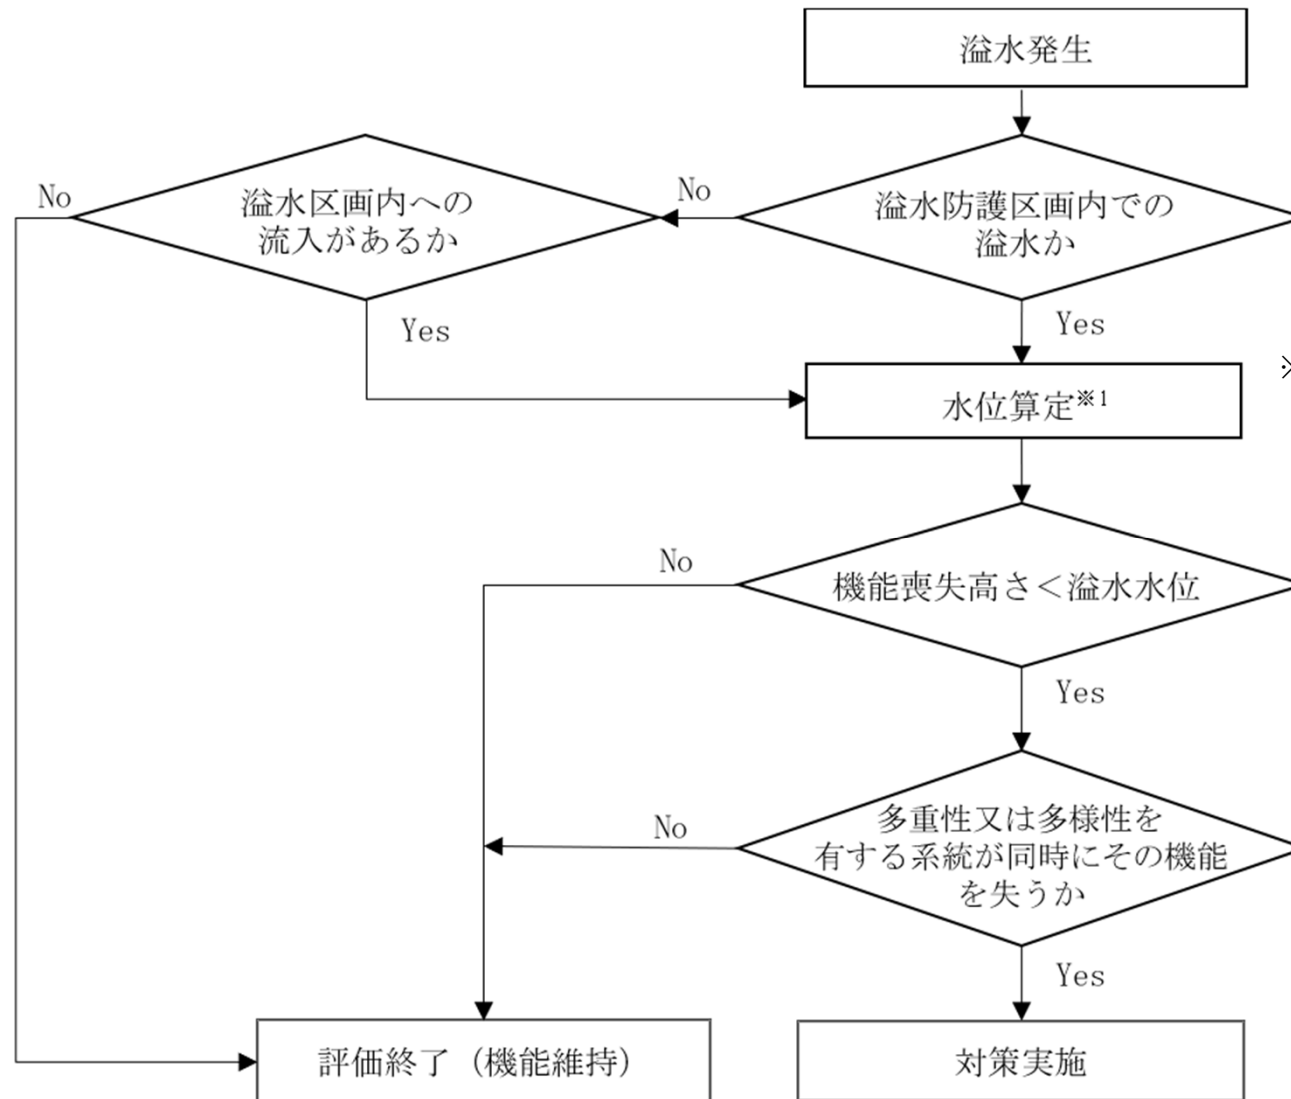 溢水発生
No
溢水区画内への
流入があるか
No
溢水防護区画内での
溢水か
Yes
Yes
※
水位算定※1
No
機能喪失高さ＜溢水水位
Yes
No
多重性又は多様性を
有する系統が同時にその機能
を失うか
Yes
評価終了（機能維持）
対策実施